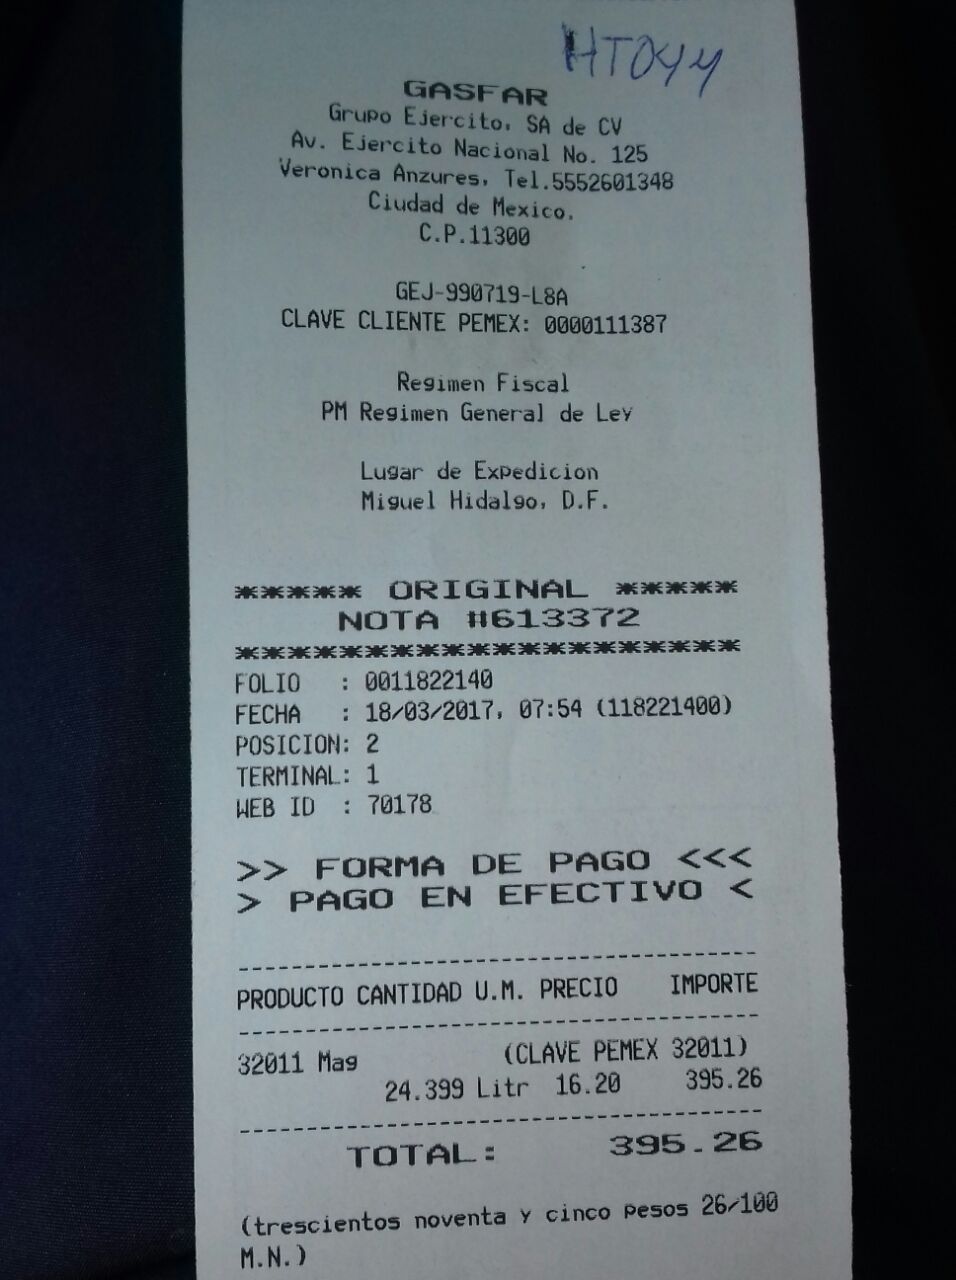 HT044
GASFAR
Grupo Ejercito, SA de CV
Av. Ejercito Nacional No. 125
Veronica Anzures, Tel.5552601348
Ciudad de Mexico,
C.P.11300
GEJ-990719-L8A
CLAVE CLIENTE PEMEX: 0000111387
Regimen Fiscal
PM Regimen General de Ley
Lugar de Expedicion
Miguel Hidalgo, D.F.
***** ORIGINAL *****
NOTA #613372
********************
FOLIO : 0011822140
FECHA : 18/03/2017, 07:54 (118221400)
POSICION: 2
TERMINAL: 1
WEB ID : 70178
>> FORMA DE PAGO <<<
> PAGO EN EFECTIVO <
------------------------------------
PRODUCTO CANTIDAD U.M. PRECIO IMPORTE
------------------------------------
32011 Mag (CLAVE PEMEX 32011)
24.399 Litr 16.20 395.26
------------------------------------
TOTAL: 395.26
(trescientos noventa y cinco pesos 26/100
M.N.)